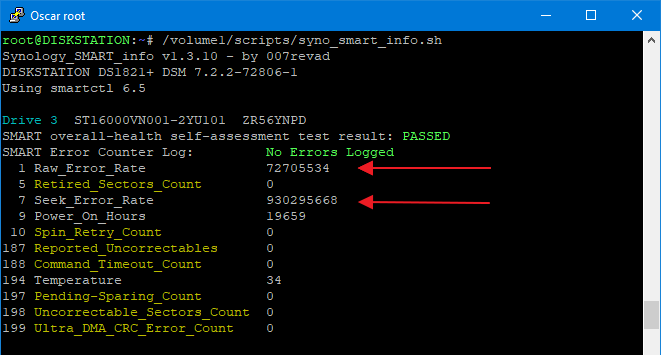 Oscar root
root@DISKSTATION:~# /volume1/scripts/syno_smart_info.sh
Synology_SMART_info v1.3.10 - by 007revad
DISKSTATION DS1821+ DSM 7.2.2-72806-1
Using smartctl 6.5
Drive 3  ST16000VN001-2YU101  ZR56YNPD
SMART overall-health self-assessment test result: PASSED
SMART Error Counter Log:         No Errors Logged
  1 Raw_Error_Rate               72705534
  5 Retired_Sectors_Count        0
  7 Seek_Error_Rate              930295668
  9 Power_On_Hours               19659
 10 Spin_Retry_Count             0
187 Reported_Uncorrectables      0
188 Command_Timeout_Count        0
194 Temperature                  34
197 Pending-Sparing_Count        0
198 Uncorrectable_Sectors_Count  0
199 Ultra_DMA_CRC_Error_Count    0